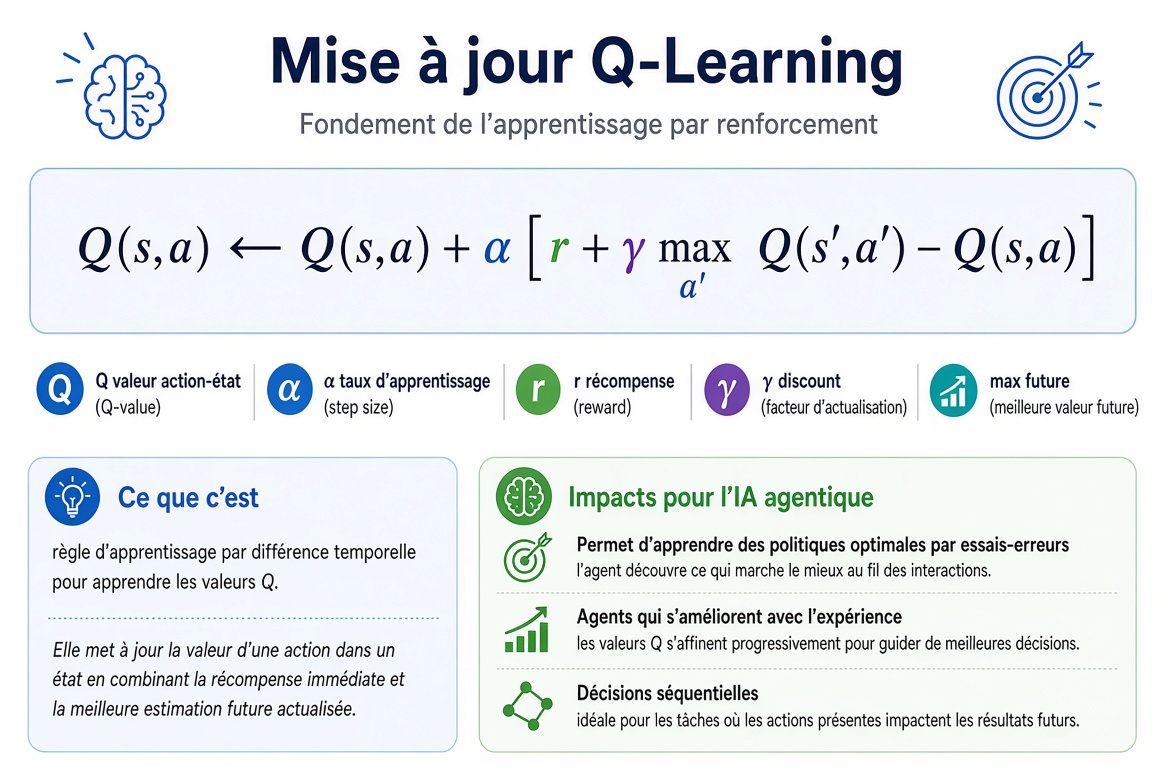 Mise à jour Q-Learning
Fondement de l'apprentissage par renforcement
Q(s,a) ← Q(s,a) + α [r + γ max Q(s′,a′) − Q(s,a)]
a′
Q
Q valeur action-état
(Q-value)
α
α taux d'apprentissage
(step size)
r
r récompense
(reward)
γ
γ discount
(facteur d'actualisation)
max future
(meilleure valeur future)
Ce que c'est
règle d'apprentissage par différence temporelle
pour apprendre les valeurs Q.
Elle met à jour la valeur d'une action dans un
état en combinant la récompense immédiate et
la meilleure estimation future actualisée.
Impacts pour l'IA agentique
Permet d'apprendre des politiques optimales par essais-erreurs
l'agent découvre ce qui marche le mieux au fil des interactions.
Agents qui s'améliorent avec l'expérience
les valeurs Q s'affinent progressivement pour guider de meilleures décisions.
Décisions séquentielles
idéale pour les tâches où les actions présentes impactent les résultats futurs.